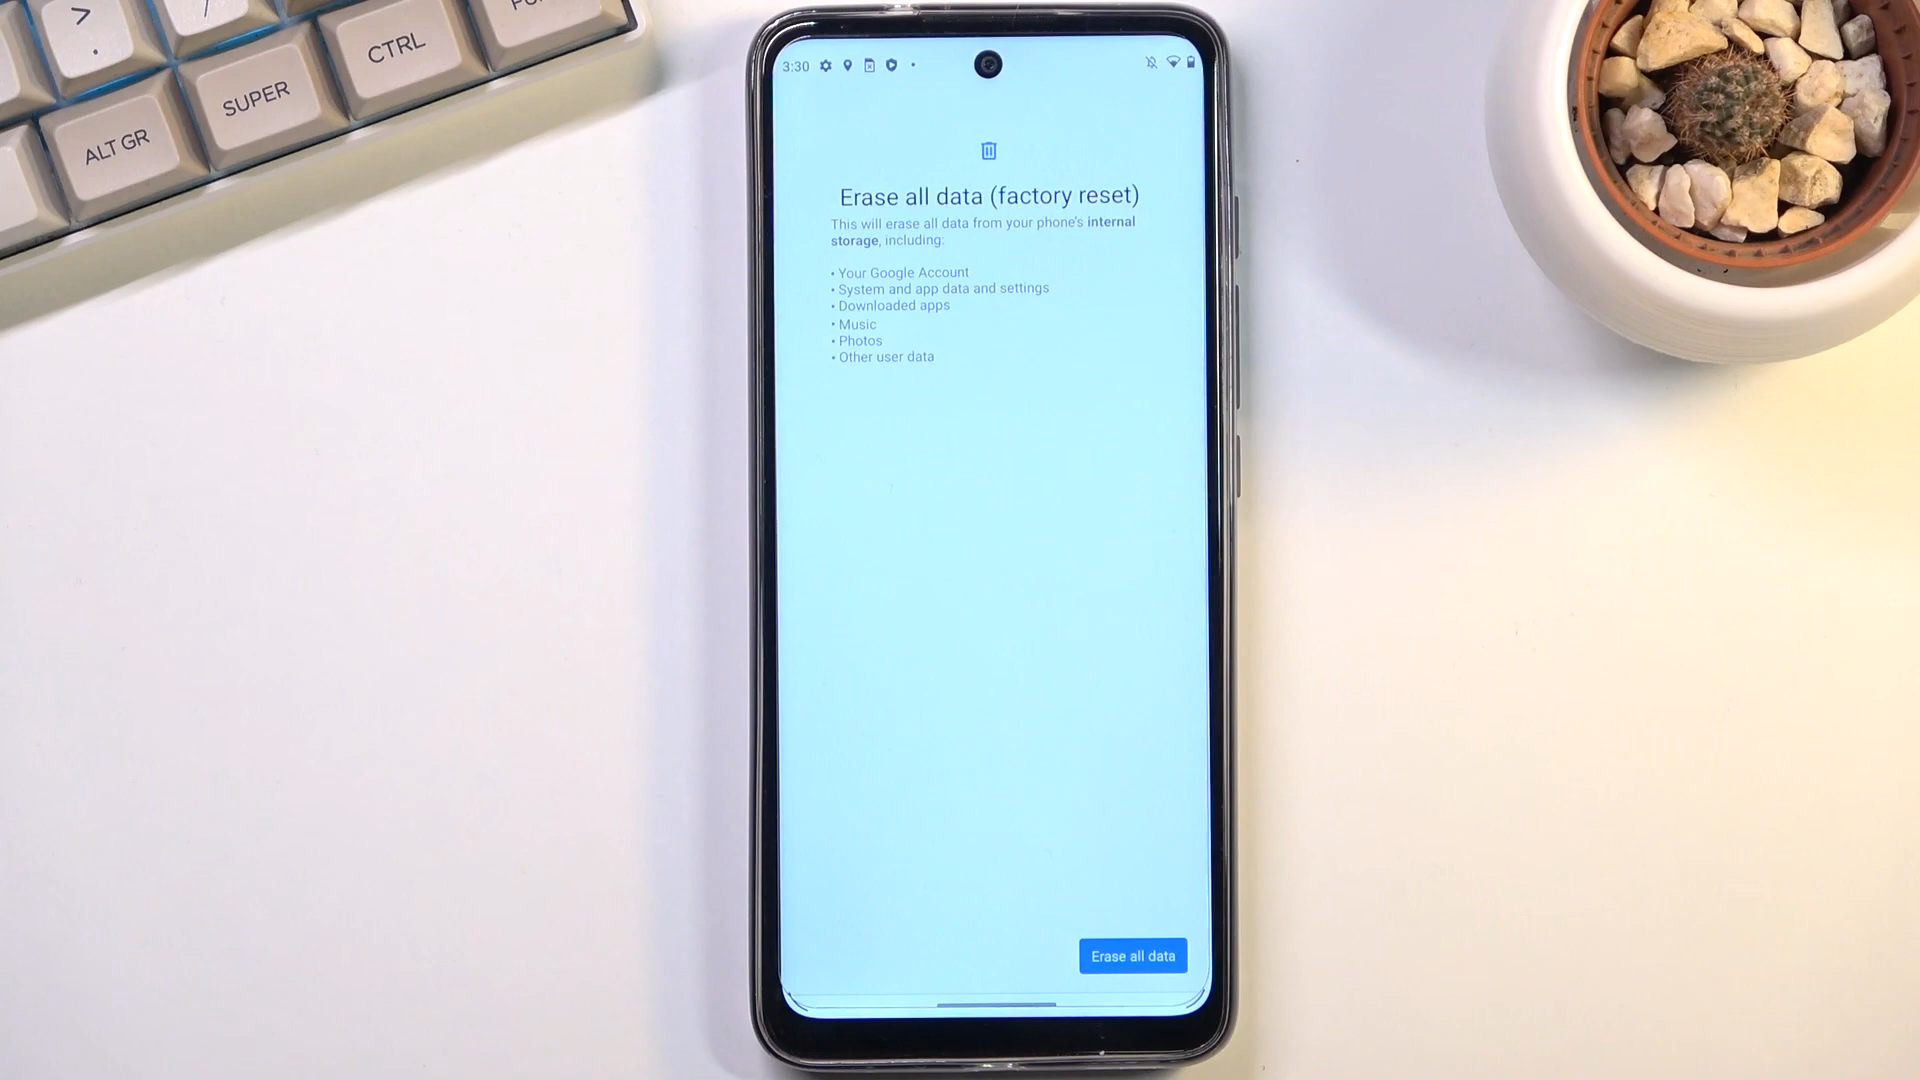 >
.
/
CTRL
SUPER
ALT GR
3:30
Erase all data (factory reset)
This will erase all data from your phone's internal
storage, including:
• Your Google Account
• System and app data and settings
• Downloaded apps
• Music
• Photos
• Other user data
Erase all data